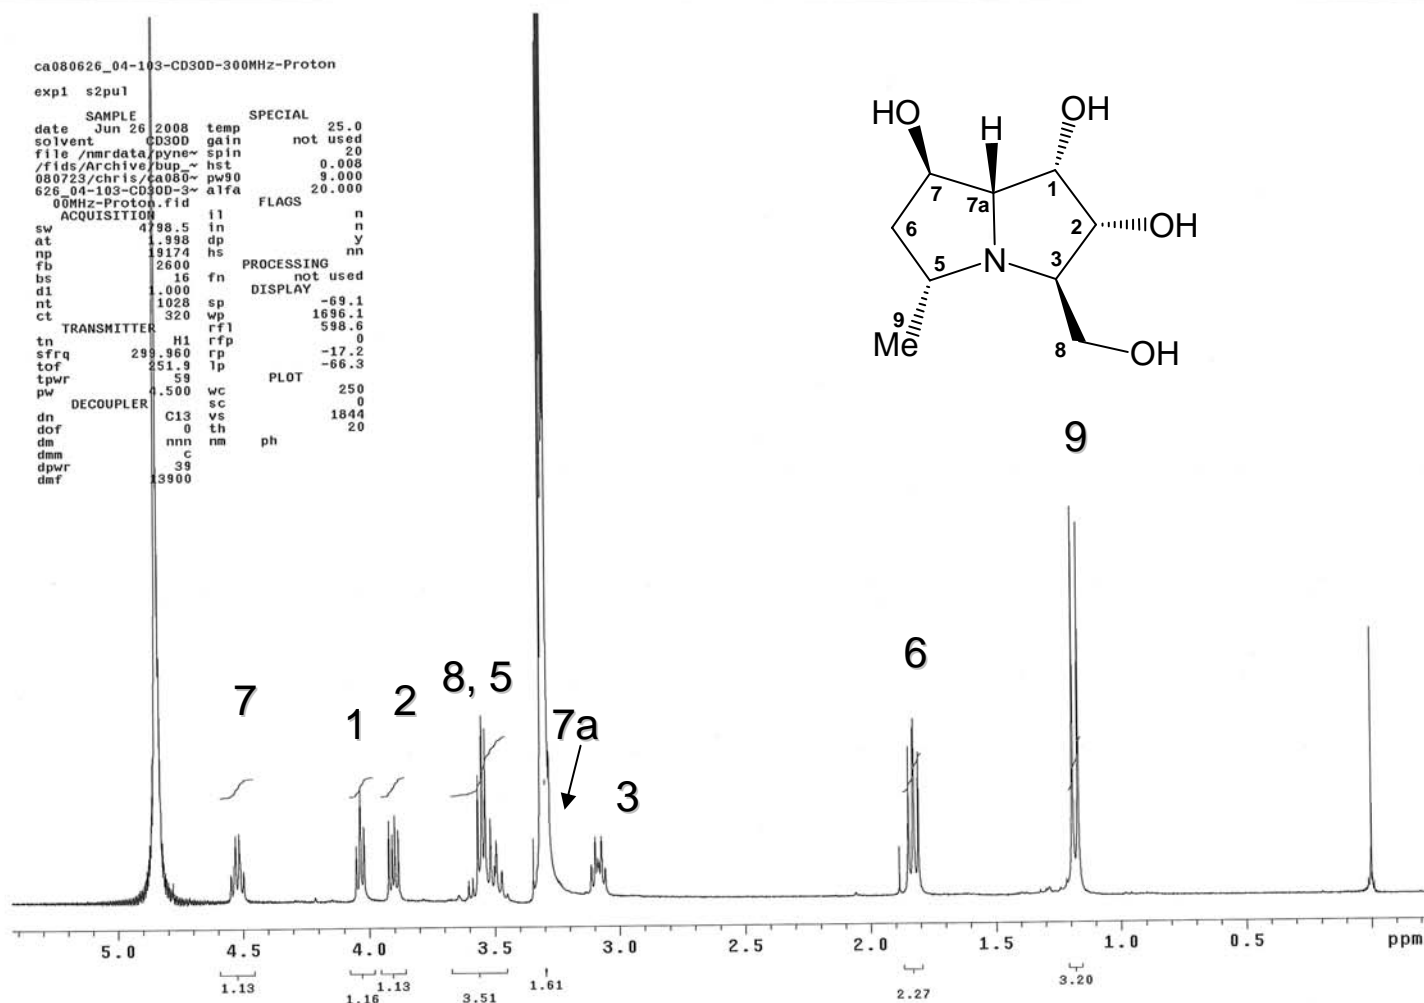 ca080626_04-103-CD3OD-300MHz-Proton
exp1 s2pul
SAMPLE SPECIAL
date Jun 26 2008 temp 25.0
solvent CD3OD gain not used
file /nmrdata/pyne~ spin 20
/fids/Archive/bup_~ hst 0.008
080723/chris/ca080~ pw90 9.000
626_04-103-CD3OD-3~ alfa 20.000
00MHz-Proton.fid FLAGS
ACQUISITION il n
sw 4798.5 in n
at 1.998 dp y
np 19174 hs nn
fb 2600 PROCESSING
bs 16 fn not used
d1 1.000 DISPLAY
nt 1028 sp -69.1
ct 320 wp 1696.1
TRANSMITTER rfl 598.6
tn H1 rfp 0
sfrq 299.960 rp -17.2
tof 251.9 lp -66.3
tpwr 59 PLOT
pw 4.500 wc 250
DECOUPLER sc 0
dn C13 vs 1844
dof 0 th 20
dm nnn nm ph
dmm c
dpwr 39
dmf 13900
HO H OH
7 7a 1
6 2 OH
5 N 3
9 Me
8 OH
9
6
8, 5
7 1 2 7a
3
5.0 4.5 4.0 3.5 3.0 2.5 2.0 1.5 1.0 0.5 ppm
1.13 1.16 1.13 3.51 1.61 2.27 3.20